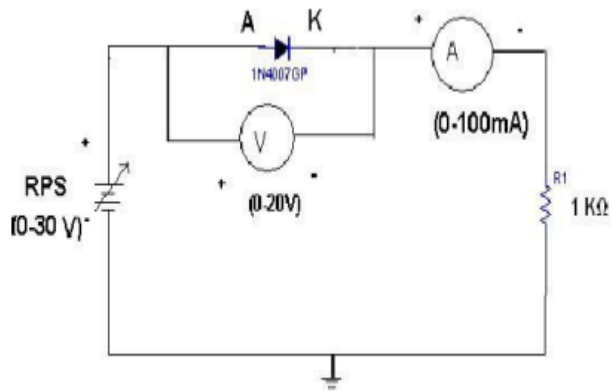 A K
1N4007GP
+ A -
(0-100mA)
V
+ -
(0-20V)
+
RPS
(0-30 V)-
R1
1 KΩ